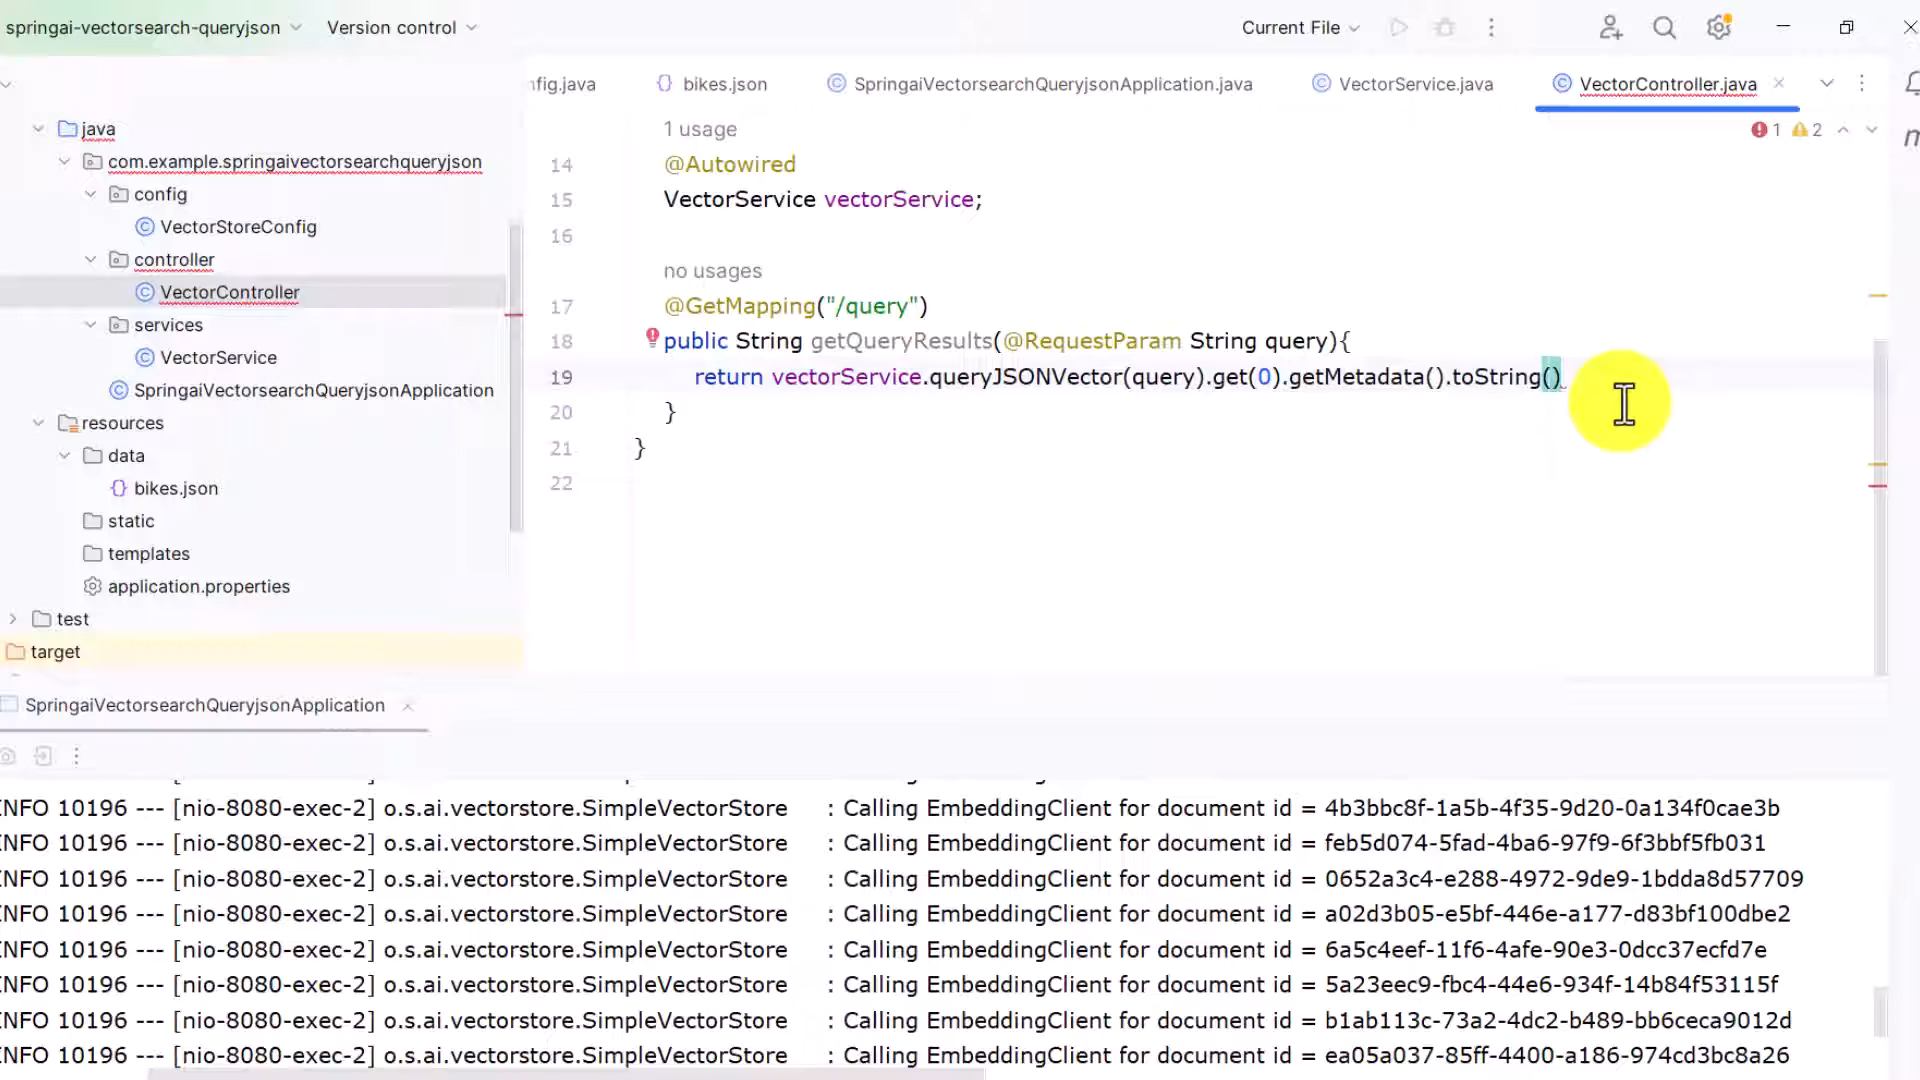 springai-vectorsearch-queryjson
Version control
Current File
java
com.example.springaivectorsearchqueryjson
config
VectorStoreConfig
controller
VectorController
services
VectorService
SpringaiVectorsearchQueryjsonApplication
resources
data
bikes.json
static
templates
application.properties
test
target
nfig.java
bikes.json
SpringaiVectorsearchQueryjsonApplication.java
VectorService.java
VectorController.java
1
2
1 usage
14 @Autowired
15 VectorService vectorService;
16
no usages
17 @GetMapping("/query")
18 public String getQueryResults(@RequestParam String query){
19 return vectorService.queryJSONVector(query).get(0).getMetadata().toString()
20 }
21 }
22
SpringaiVectorsearchQueryjsonApplication
INFO 10196 --- [nio-8080-exec-2] o.s.ai.vectorstore.SimpleVectorStore : Calling EmbeddingClient for document id = 4b3bbc8f-1a5b-4f35-9d20-0a134f0cae3b
INFO 10196 --- [nio-8080-exec-2] o.s.ai.vectorstore.SimpleVectorStore : Calling EmbeddingClient for document id = feb5d074-5fad-4ba6-97f9-6f3bbf5fb031
INFO 10196 --- [nio-8080-exec-2] o.s.ai.vectorstore.SimpleVectorStore : Calling EmbeddingClient for document id = 0652a3c4-e288-4972-9de9-1bdda8d57709
INFO 10196 --- [nio-8080-exec-2] o.s.ai.vectorstore.SimpleVectorStore : Calling EmbeddingClient for document id = a02d3b05-e5bf-446e-a177-d83bf100dbe2
INFO 10196 --- [nio-8080-exec-2] o.s.ai.vectorstore.SimpleVectorStore : Calling EmbeddingClient for document id = 6a5c4eef-11f6-4afe-90e3-0dcc37ecfd7e
INFO 10196 --- [nio-8080-exec-2] o.s.ai.vectorstore.SimpleVectorStore : Calling EmbeddingClient for document id = 5a23eec9-fbc4-44e6-934f-14b84f53115f
INFO 10196 --- [nio-8080-exec-2] o.s.ai.vectorstore.SimpleVectorStore : Calling EmbeddingClient for document id = b1ab113c-73a2-4dc2-b489-bb6ceca9012d
INFO 10196 --- [nio-8080-exec-2] o.s.ai.vectorstore.SimpleVectorStore : Calling EmbeddingClient for document id = ea05a037-85ff-4400-a186-974cd3bc8a26